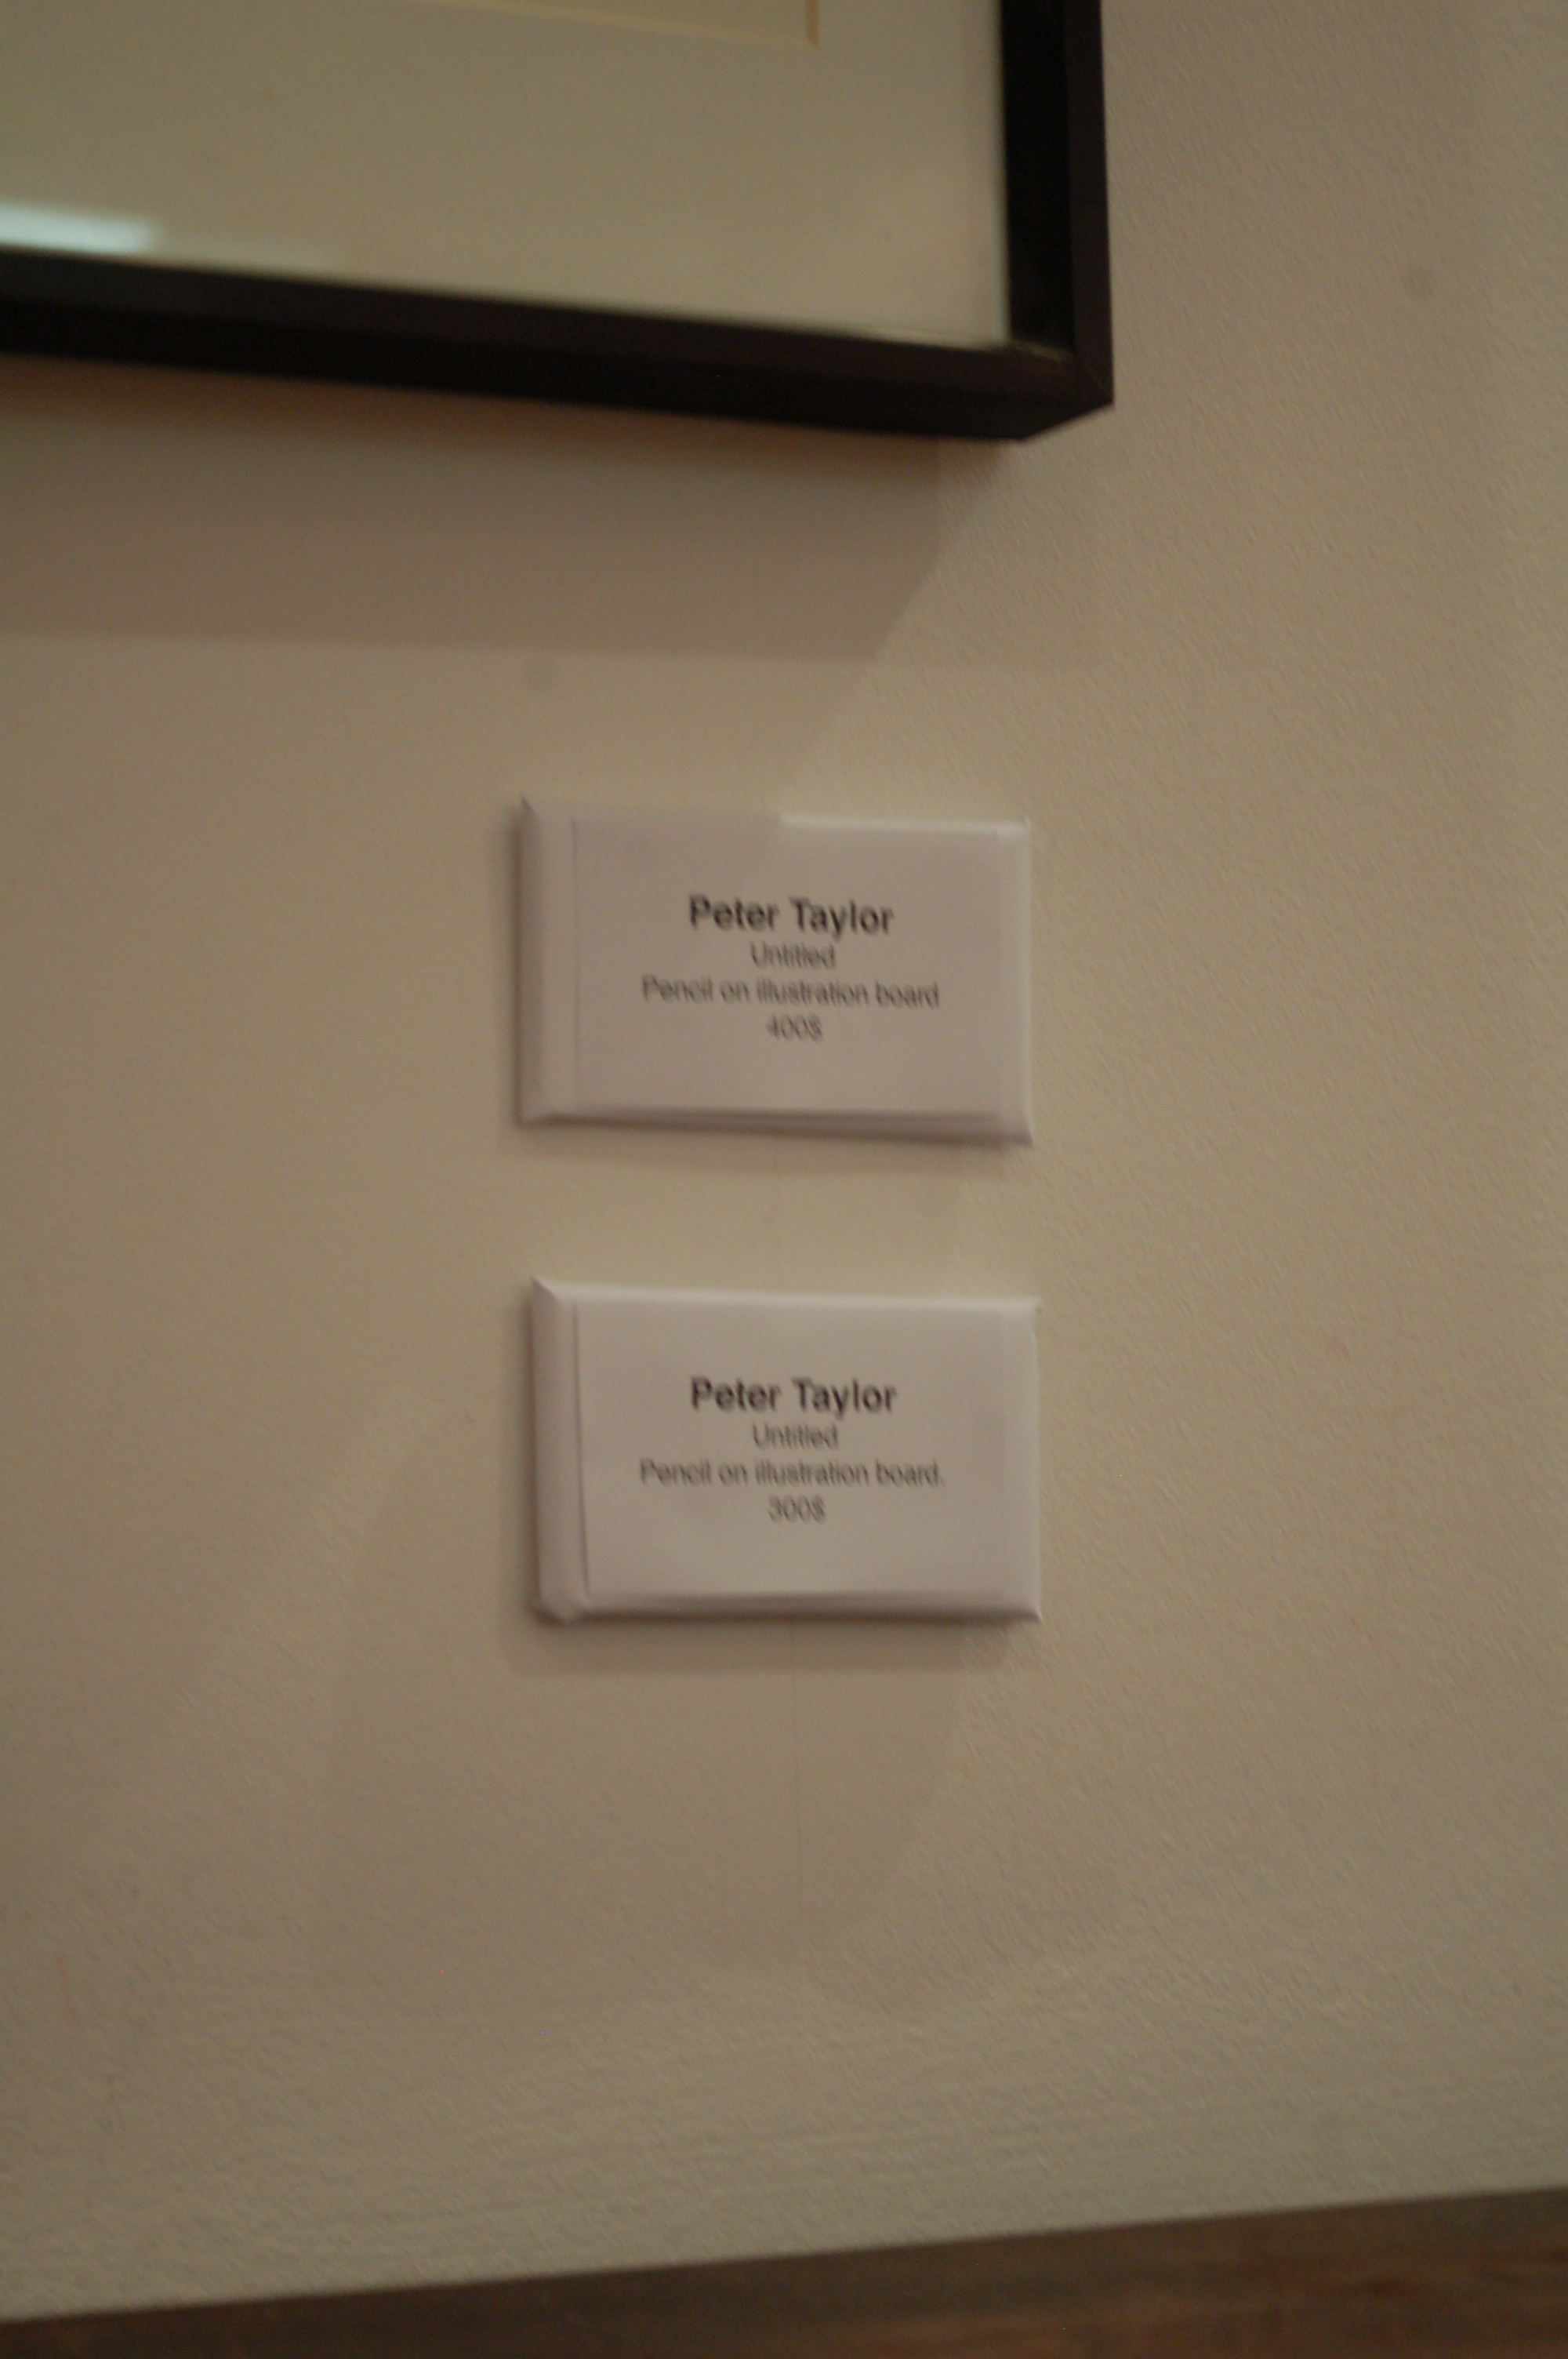 Peter Taylor
Untitled
Pencil on illustration board
400$
Peter Taylor
Untitled
Pencil on illustration board.
300$